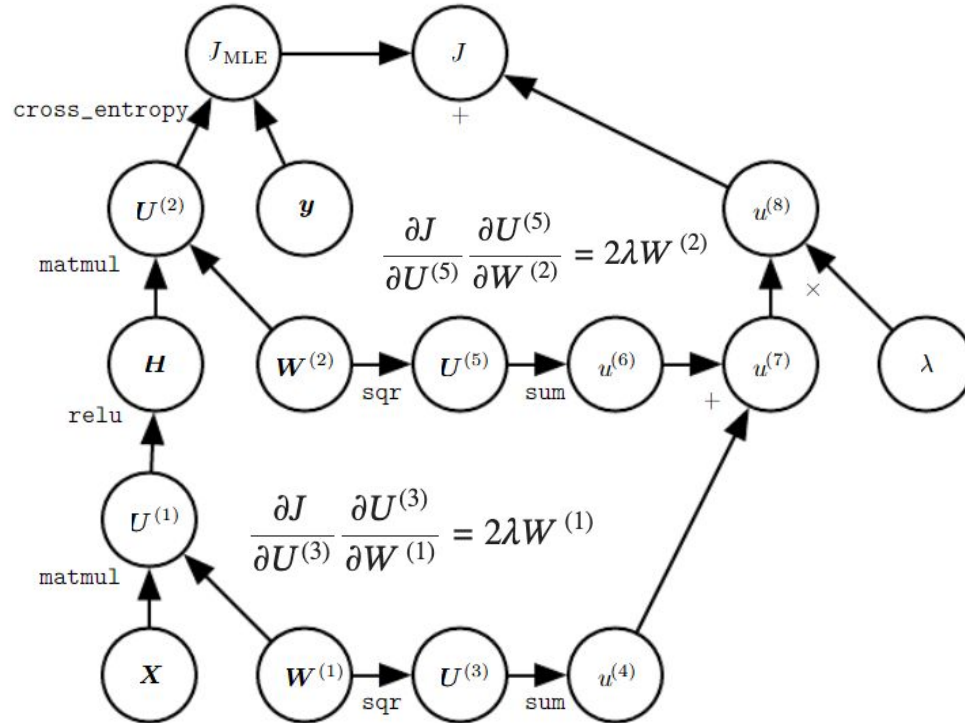 J_MLE J
cross_entropy +
U^(2) y u^(8)
matmul ∂J/∂U^(5) ∂U^(5)/∂W^(2) = 2λW^(2) ×
H W^(2) U^(5) u^(6) u^(7) λ
relu sqr sum +
U^(1) ∂J/∂U^(3) ∂U^(3)/∂W^(1) = 2λW^(1)
matmul
X W^(1) U^(3) u^(4)
sqr sum